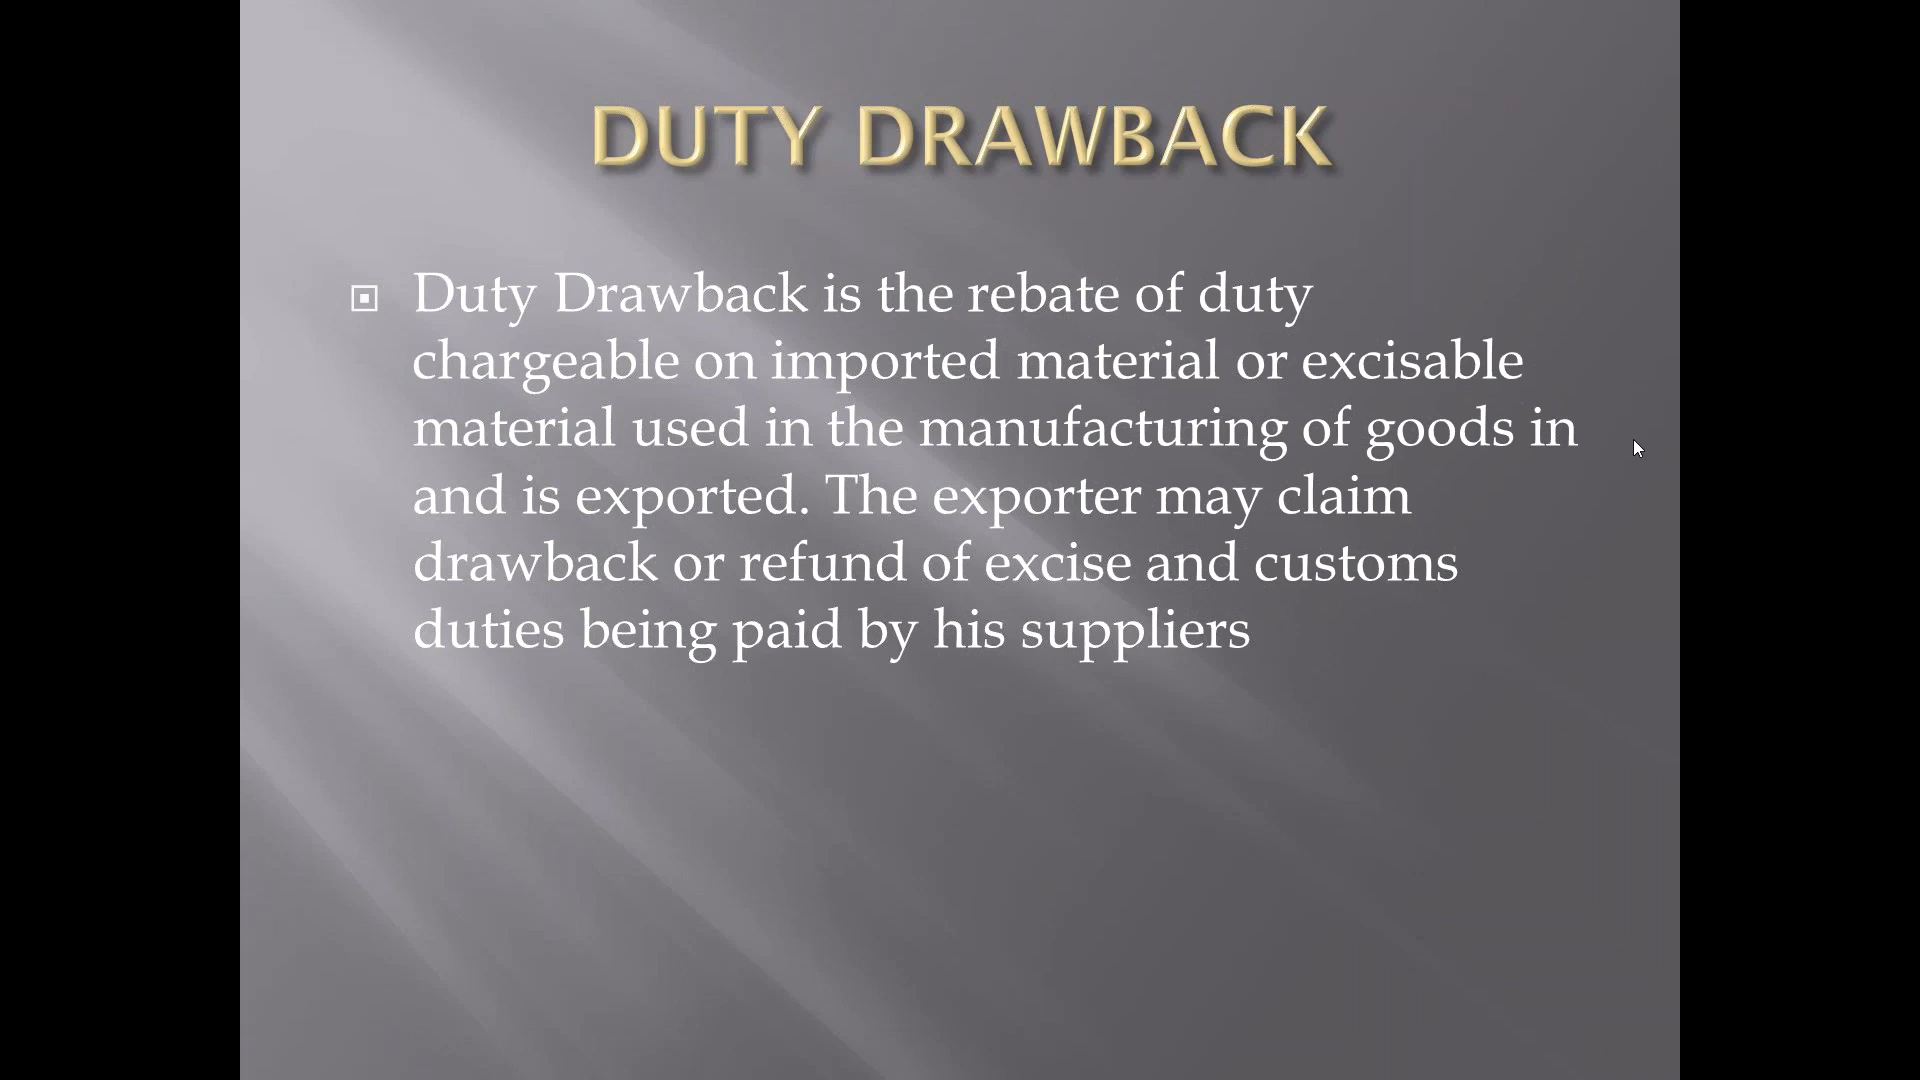 DUTY DRAWBACK
Duty Drawback is the rebate of duty
chargeable on imported material or excisable
material used in the manufacturing of goods in
and is exported. The exporter may claim
drawback or refund of excise and customs
duties being paid by his suppliers